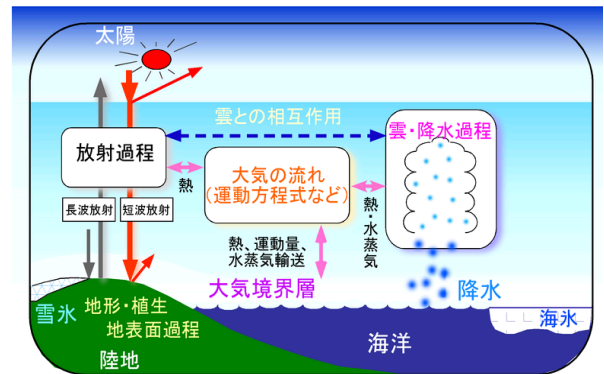 太陽
雲との相互作用
雲・降水過程
放射過程
大気の流れ
(運動方程式など)
熱
熱・水蒸気
長波放射
短波放射
熱、運動量、
水蒸気輸送
大気境界層
降水
雪氷
地形・植生
地表面過程
陸地
海洋
海氷